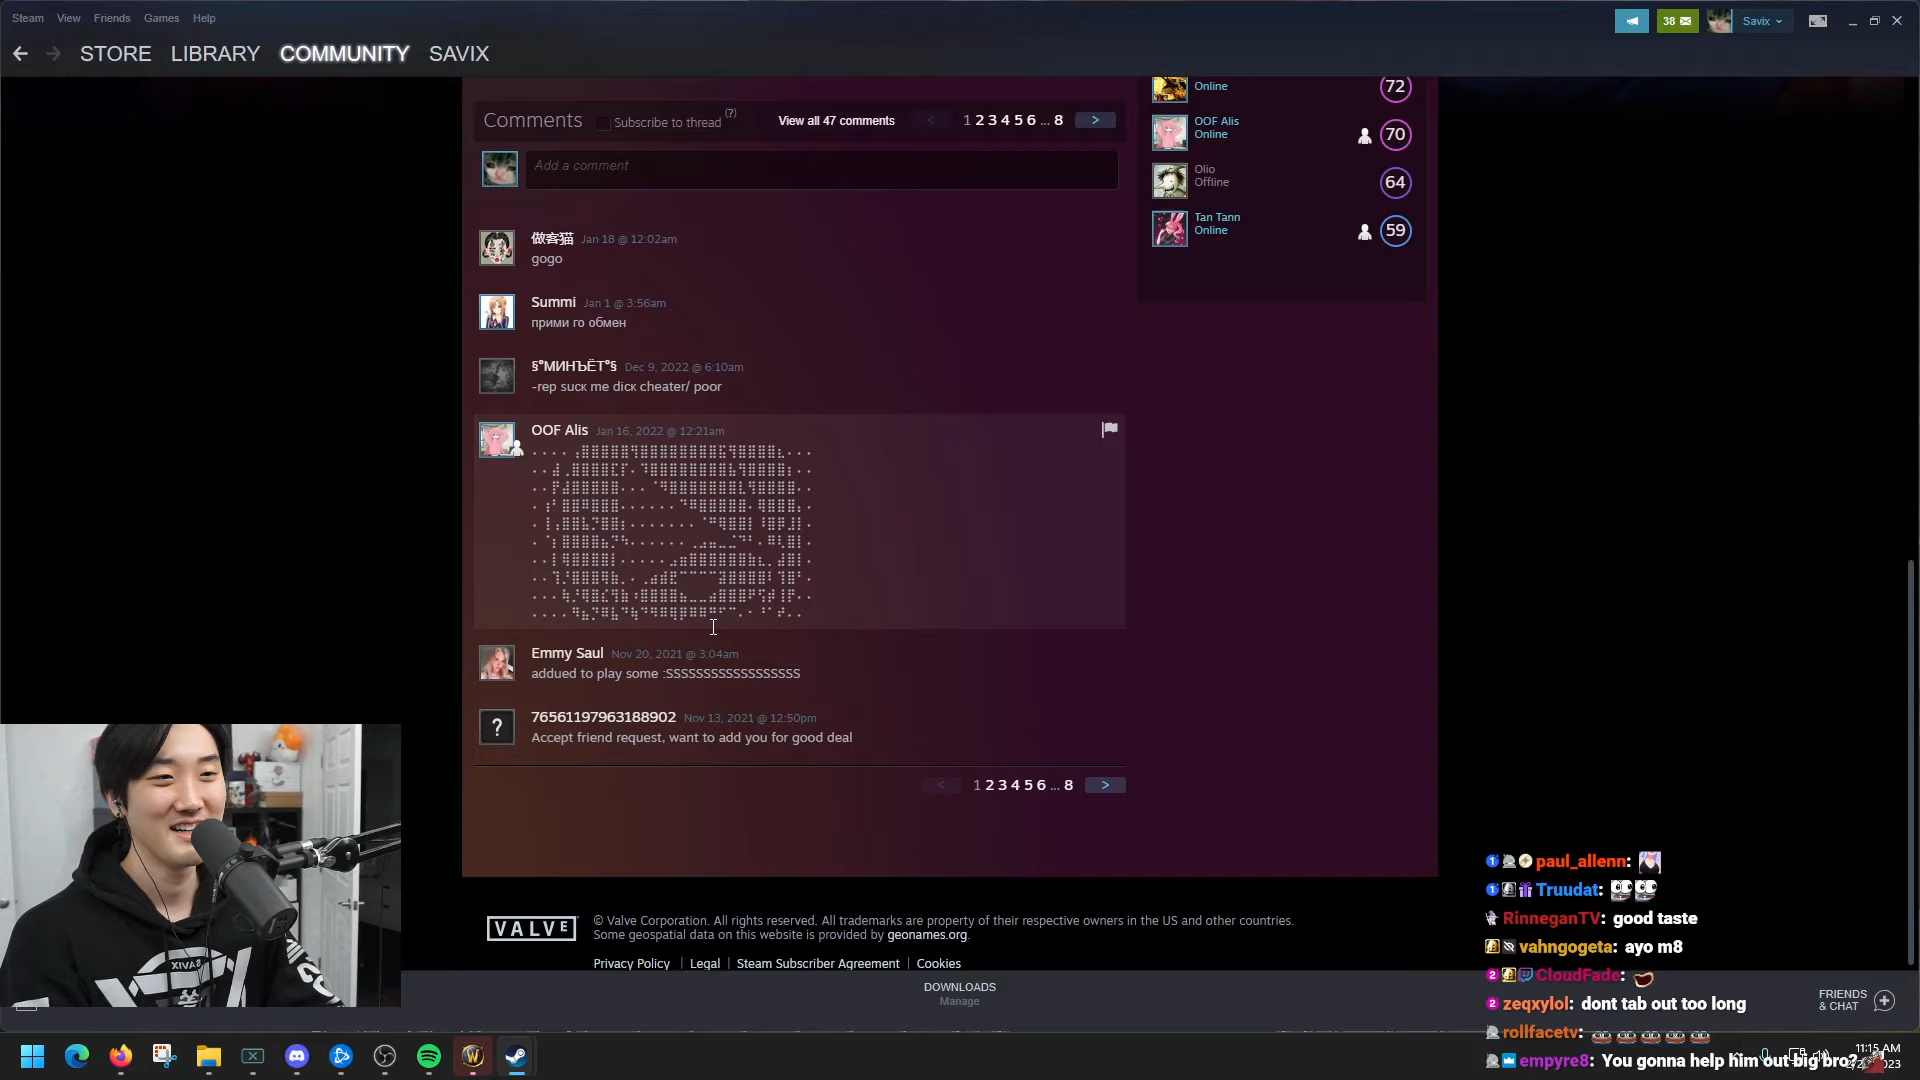 Steam View Friends Games Help
38
Savix
STORE LIBRARY COMMUNITY SAVIX
Comments
Subscribe to thread (?)
View all 47 comments
< 1 2 3 4 5 6 ... 8 >
Add a comment
做客猫 Jan 18 @ 12:02am
gogo
Summi Jan 1 @ 3:56am
прими го обмен
§°МИНЪЁТ°§ Dec 9, 2022 @ 6:10am
-rep suck me dick cheater/ poor
OOF Alis Jan 16, 2022 @ 12:21am
Emmy Saul Nov 20, 2021 @ 3:04am
addued to play some :SSSSSSSSSSSSSSSSSS
? 76561197963188902 Nov 13, 2021 @ 12:50pm
Accept friend request, want to add you for good deal
< 1 2 3 4 5 6 ... 8 >
Online
72
OOF Alis
Online
70
Olio
Offline
64
Tan Tann
Online
59
VALVE
© Valve Corporation. All rights reserved. All trademarks are property of their respective owners in the US and other countries.
Some geospatial data on this website is provided by geonames.org.
Privacy Policy | Legal | Steam Subscriber Agreement | Cookies
DOWNLOADS
Manage
FRIENDS
& CHAT
SAVIX
paul_allenn:
Truudat:
RinneganTV: good taste
vahngogeta: ayo m8
CloudFade:
zeqxylol: dont tab out too long
rollfacetv:
empyre8: You gonna help him out big bro?
11:15 AM